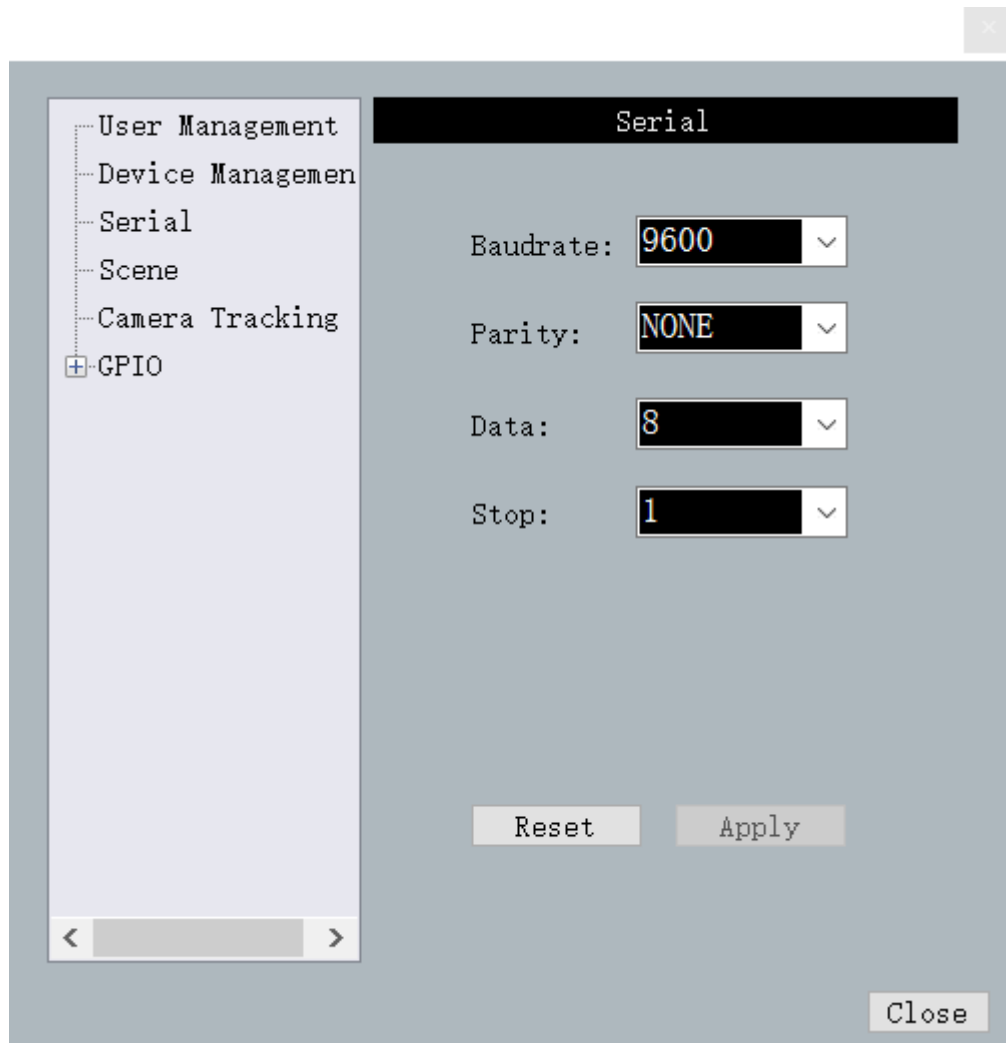 User Management
Device Managemen
Serial
Scene
Camera Tracking
GPIO
Serial
Baudrate: 9600
Parity: NONE
Data: 8
Stop: 1
Reset Apply
Close